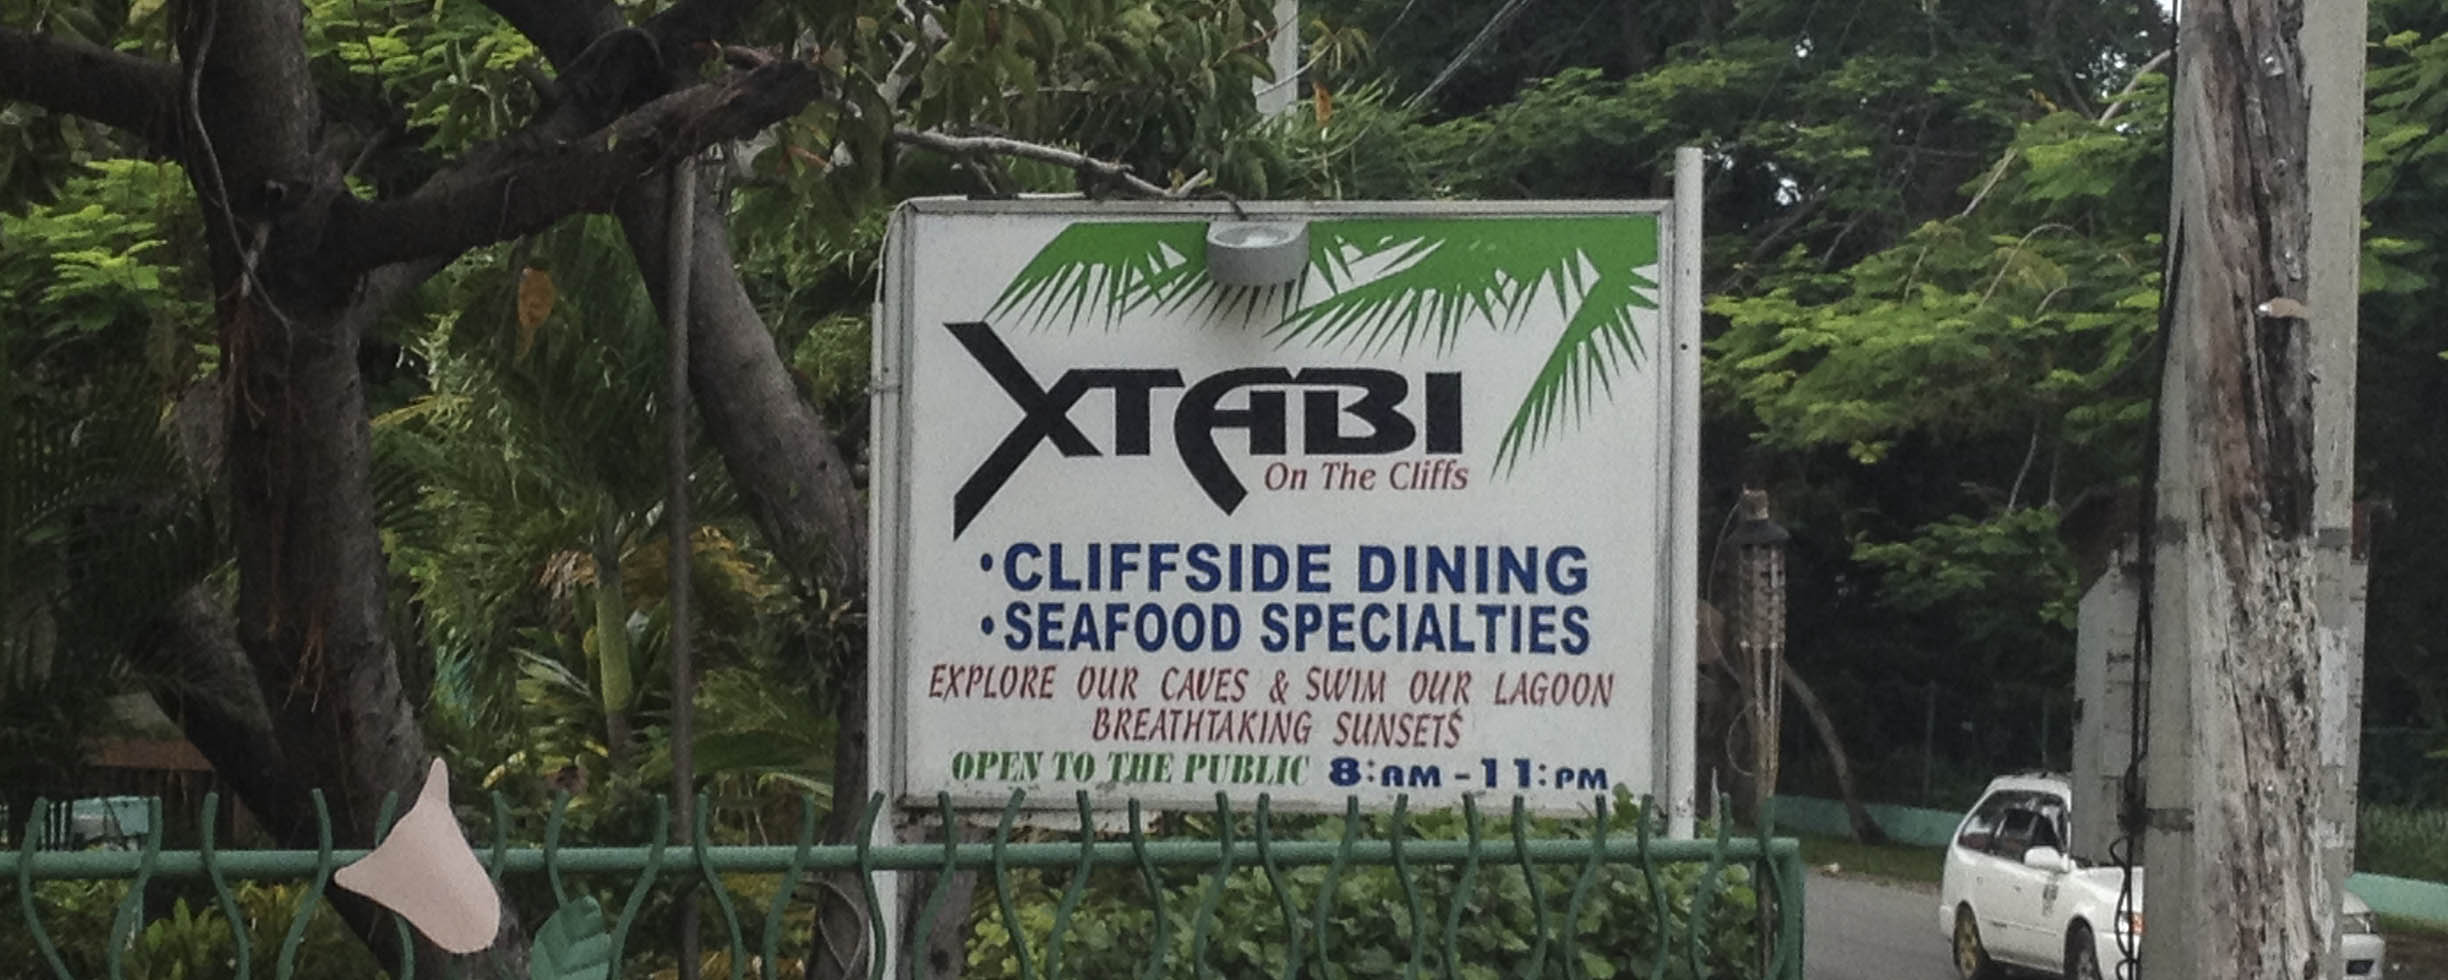 XTABI
On The Cliffs
•CLIFFSIDE DINING
•SEAFOOD SPECIALTIES
EXPLORE OUR CAVES & SWIM OUR LAGOON
BREATHTAKING SUNSETS
OPEN TO THE PUBLIC 8:AM - 11:PM